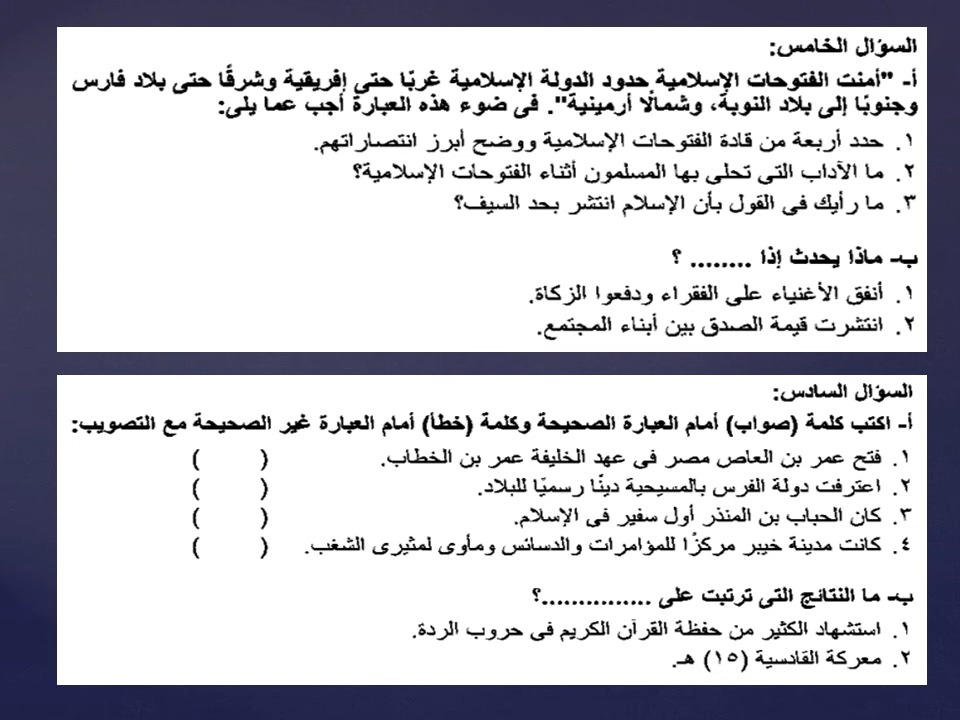 السؤال الخامس:
أ- "أمنت الفتوحات الإسلامية حدود الدولة الإسلامية غربًا حتى إفريقية وشرقًا حتى بلاد فارس
وجنوبًا إلى بلاد النوبة، وشمالًا أرمينية". فى ضوء هذه العبارة أجب عما يلى:
١. حدد أربعة من قادة الفتوحات الإسلامية ووضح أبرز انتصاراتهم.
٢. ما الآداب التى تحلى بها المسلمون أثناء الفتوحات الإسلامية؟
٣. ما رأيك فى القول بأن الإسلام انتشر بحد السيف؟
ب- ماذا يحدث إذا ........ ؟
١. أنفق الأغنياء على الفقراء ودفعوا الزكاة.
٢. انتشرت قيمة الصدق بين أبناء المجتمع.
السؤال السادس:
أ- اكتب كلمة (صواب) أمام العبارة الصحيحة وكلمة (خطأ) أمام العبارة غير الصحيحة مع التصويب:
١. فتح عمر بن العاص مصر فى عهد الخليفة عمر بن الخطاب. ( )
٢. اعترفت دولة الفرس بالمسيحية دينًا رسميًا للبلاد. ( )
٣. كان الحباب بن المنذر أول سفير فى الإسلام. ( )
٤. كانت مدينة خيبر مركزًا للمؤامرات والدسائس ومأوى لمثيرى الشغب. ( )
ب- ما النتائج التى ترتبت على ...............؟
١. استشهاد الكثير من حفظة القرآن الكريم فى حروب الردة.
٢. معركة القادسية (١٥) هـ.